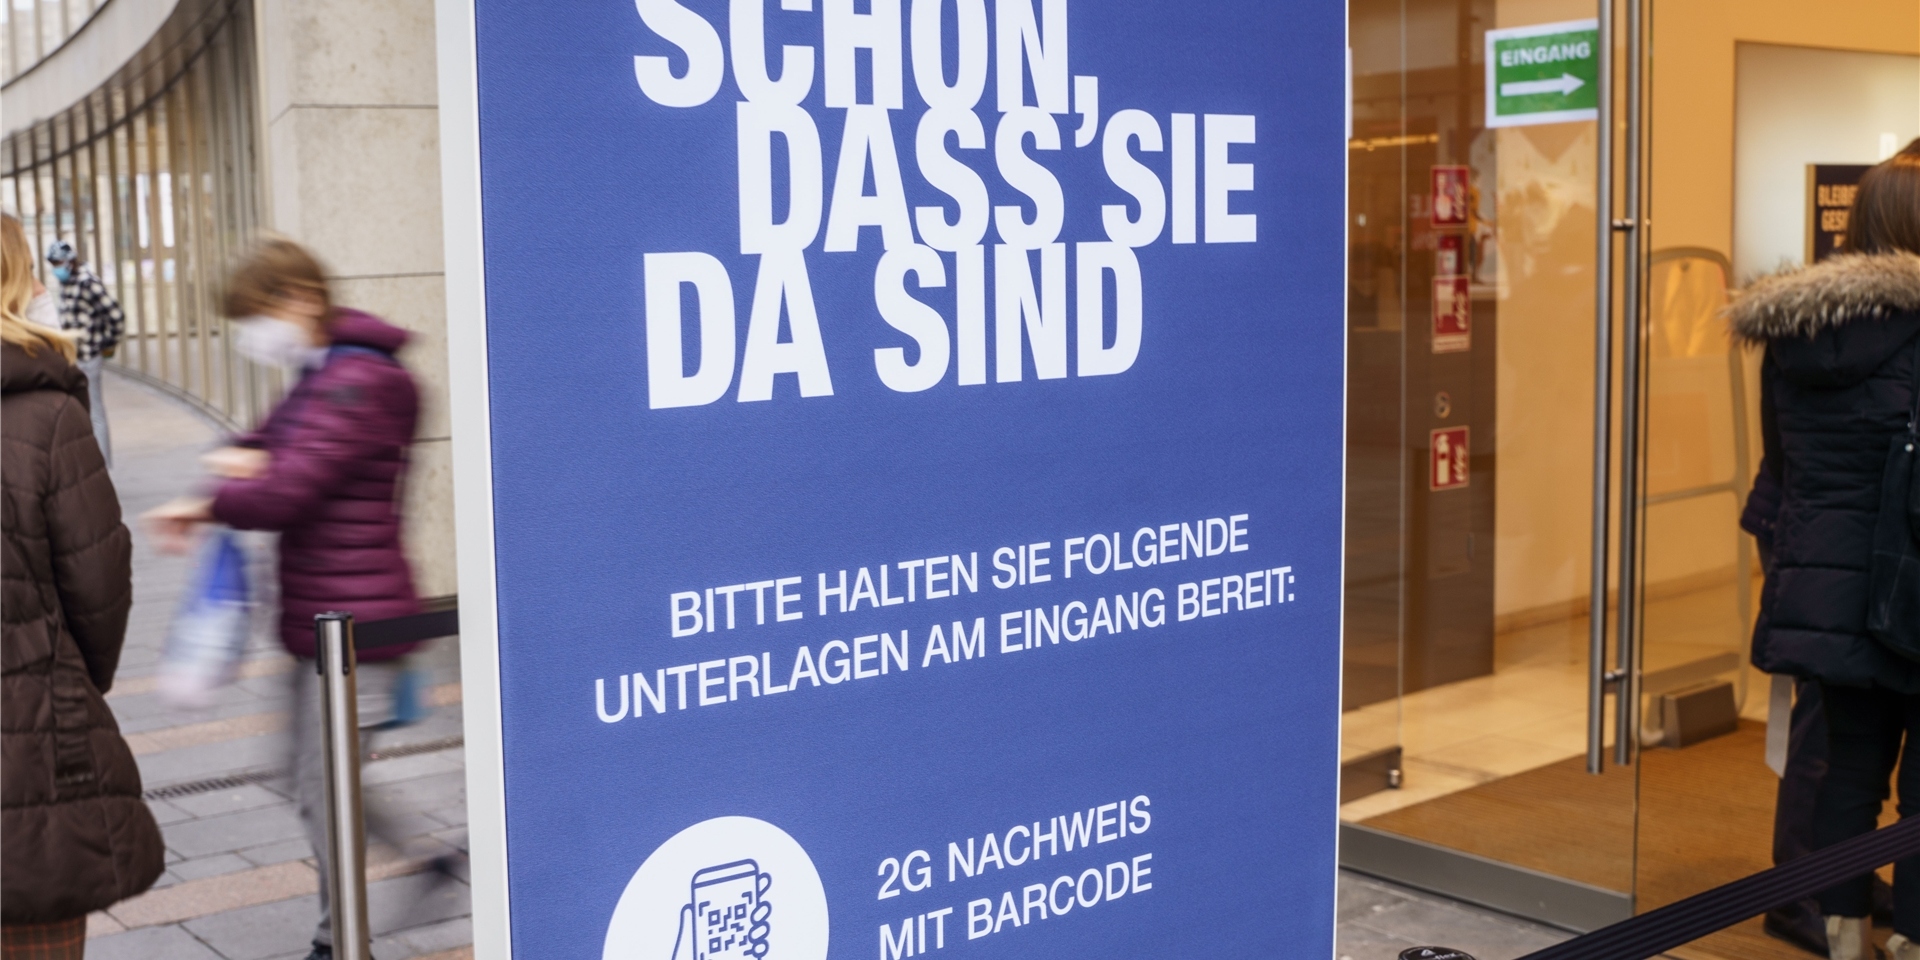 SCHÖN,
DASS SIE
DA SIND
BITTE HALTEN SIE FOLGENDE
UNTERLAGEN AM EINGANG BEREIT:
2G NACHWEIS
MIT BARCODE
EINGANG